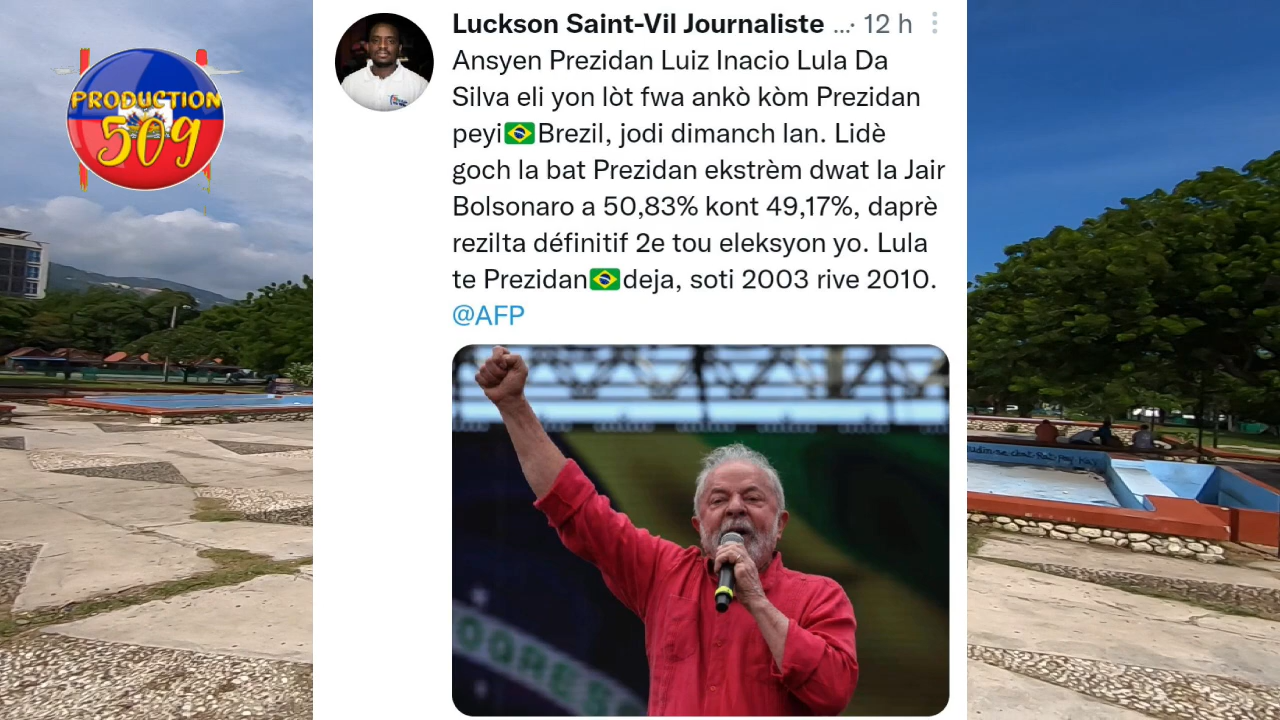 PRODUCTION
509
Luckson Saint-Vil Journaliste ...· 12 h
Ansyen Prezidan Luiz Inacio Lula Da
Silva eli yon lòt fwa ankò kòm Prezidan
peyi🇧🇷Brezil, jodi dimanch lan. Lidè
goch la bat Prezidan ekstrèm dwat la Jair
Bolsonaro a 50,83% kont 49,17%, daprè
rezilta définitif 2e tou eleksyon yo. Lula
te Prezidan🇧🇷deja, soti 2003 rive 2010.
@AFP
OGRES